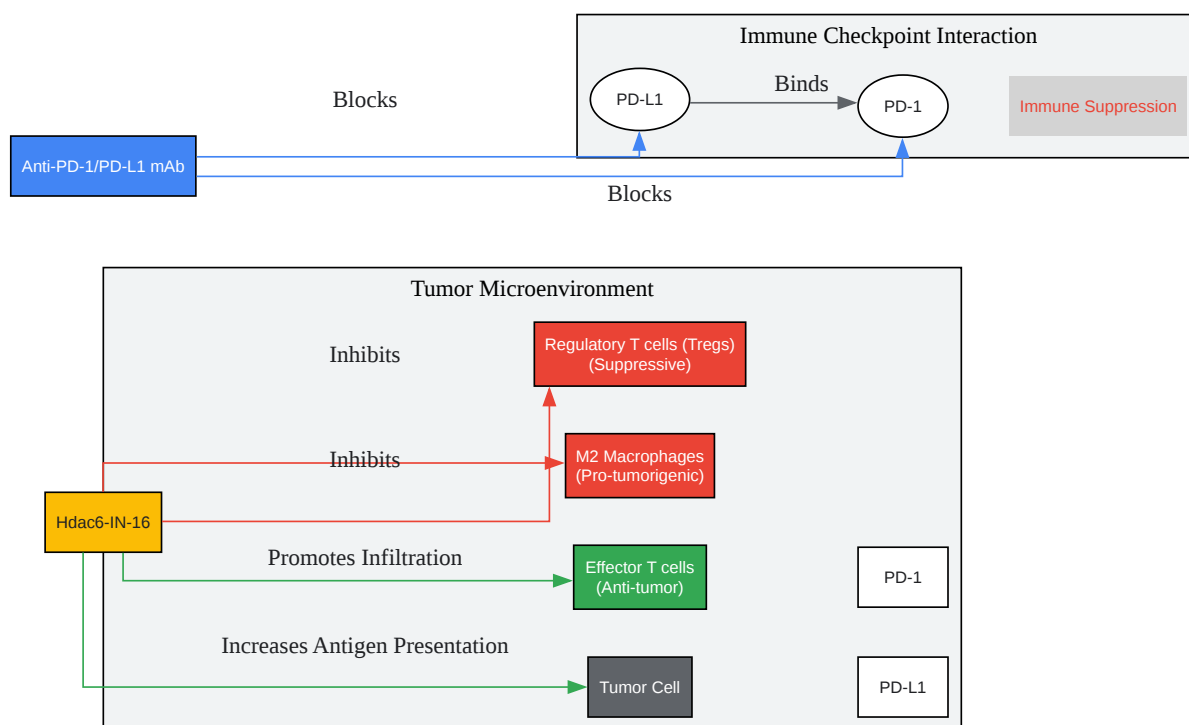 Immune Checkpoint Interaction
Blocks
PD-L1
Binds
PD-1
Immune Suppression
Anti-PD-1/PD-L1 mAb
Blocks
Tumor Microenvironment
Inhibits
Regulatory T cells (Tregs)
(Suppressive)
Inhibits
M2 Macrophages
(Pro-tumorigenic)
Hdac6-IN-16
Promotes Infiltration
Effector T cells
(Anti-tumor)
PD-1
Increases Antigen Presentation
Tumor Cell
PD-L1